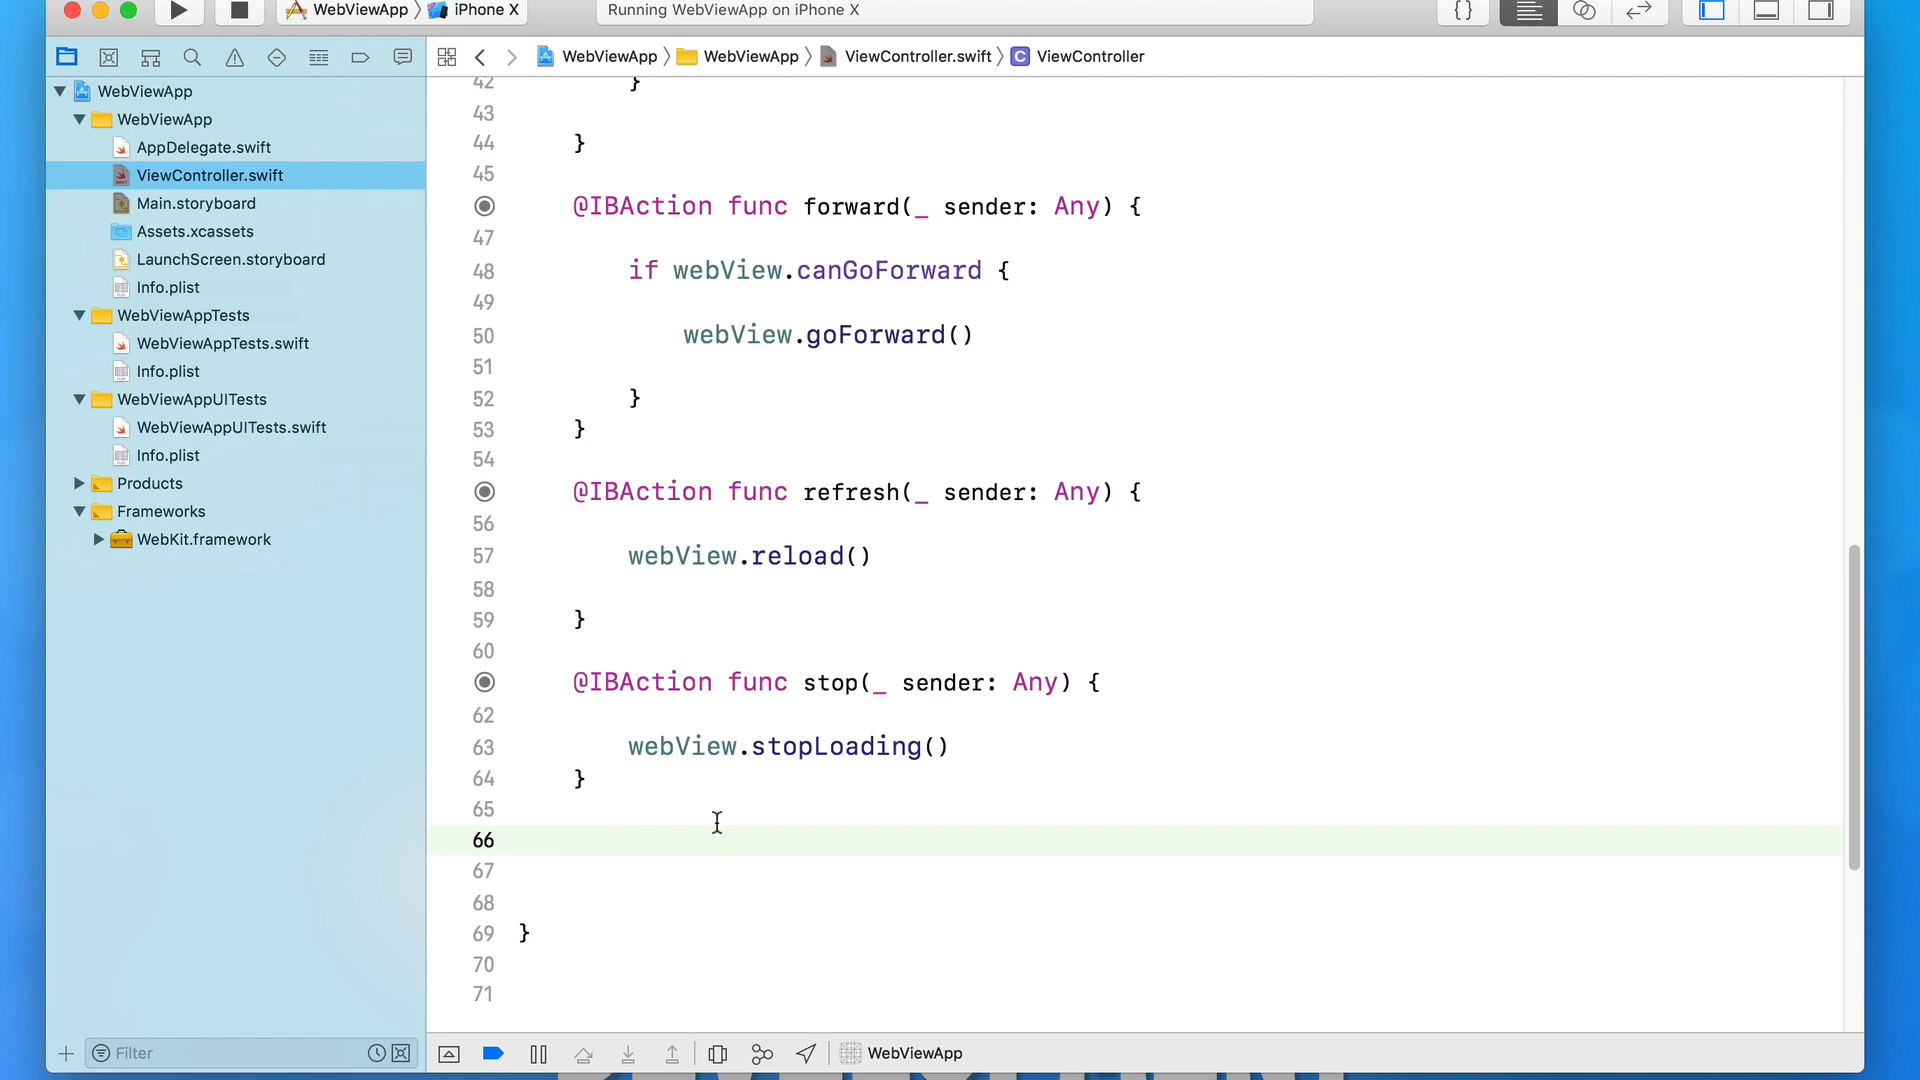 WebViewApp 〉 iPhone X
Running WebViewApp on iPhone X
{}
WebViewApp 〉 WebViewApp 〉 ViewController.swift 〉 C ViewController
WebViewApp
WebViewApp
AppDelegate.swift
ViewController.swift
Main.storyboard
Assets.xcassets
LaunchScreen.storyboard
Info.plist
WebViewAppTests
WebViewAppTests.swift
Info.plist
WebViewAppUITests
WebViewAppUITests.swift
Info.plist
Products
Frameworks
WebKit.framework
Filter
42 }
43
44 }
45
@IBAction func forward(_ sender: Any) {
47
48 if webView.canGoForward {
49
50 webView.goForward()
51
52 }
53 }
54
@IBAction func refresh(_ sender: Any) {
56
57 webView.reload()
58
59 }
60
@IBAction func stop(_ sender: Any) {
62
63 webView.stopLoading()
64 }
65
66
67
68
69 }
70
71
WebViewApp